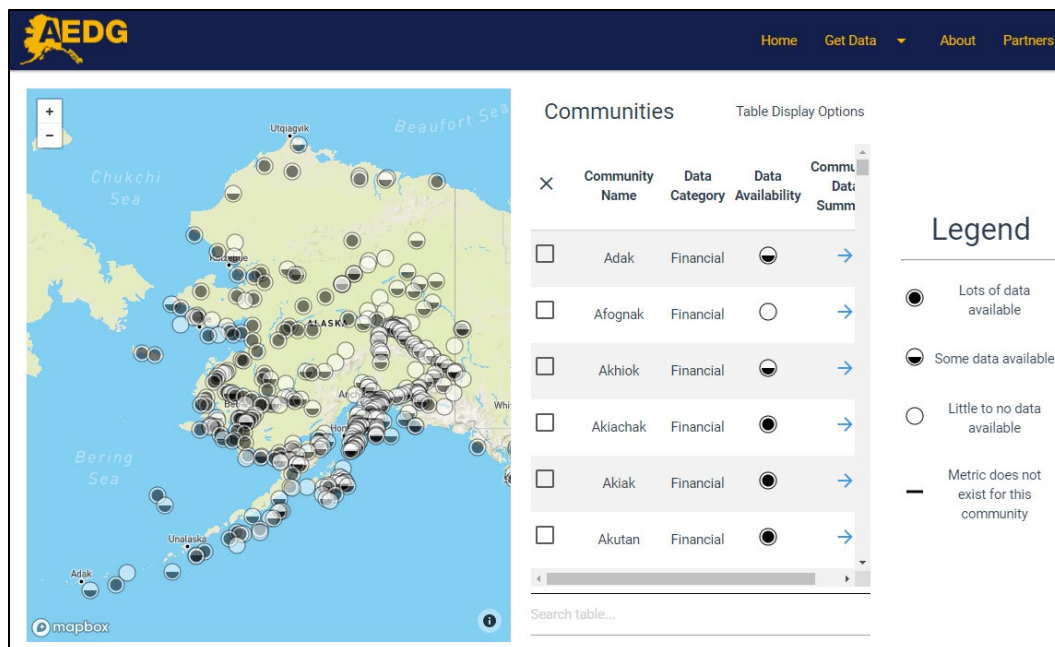 AEDG
Home Get Data About Partners
+
−
Utqiagvik
Beaufort Sea
Chukchi
Sea
ALASKA
Bering
Sea
Unalaska
Adak
mapbox
Communities
Table Display Options
Community Name
Data Category
Data Availability
Data
Adak Financial
Afognak Financial
Akhiok Financial
Akiachak Financial
Akiak Financial
Akutan Financial
Search table...
Legend
Lots of data
available
Some data available
Little to no data
available
Metric does not
exist for this
community